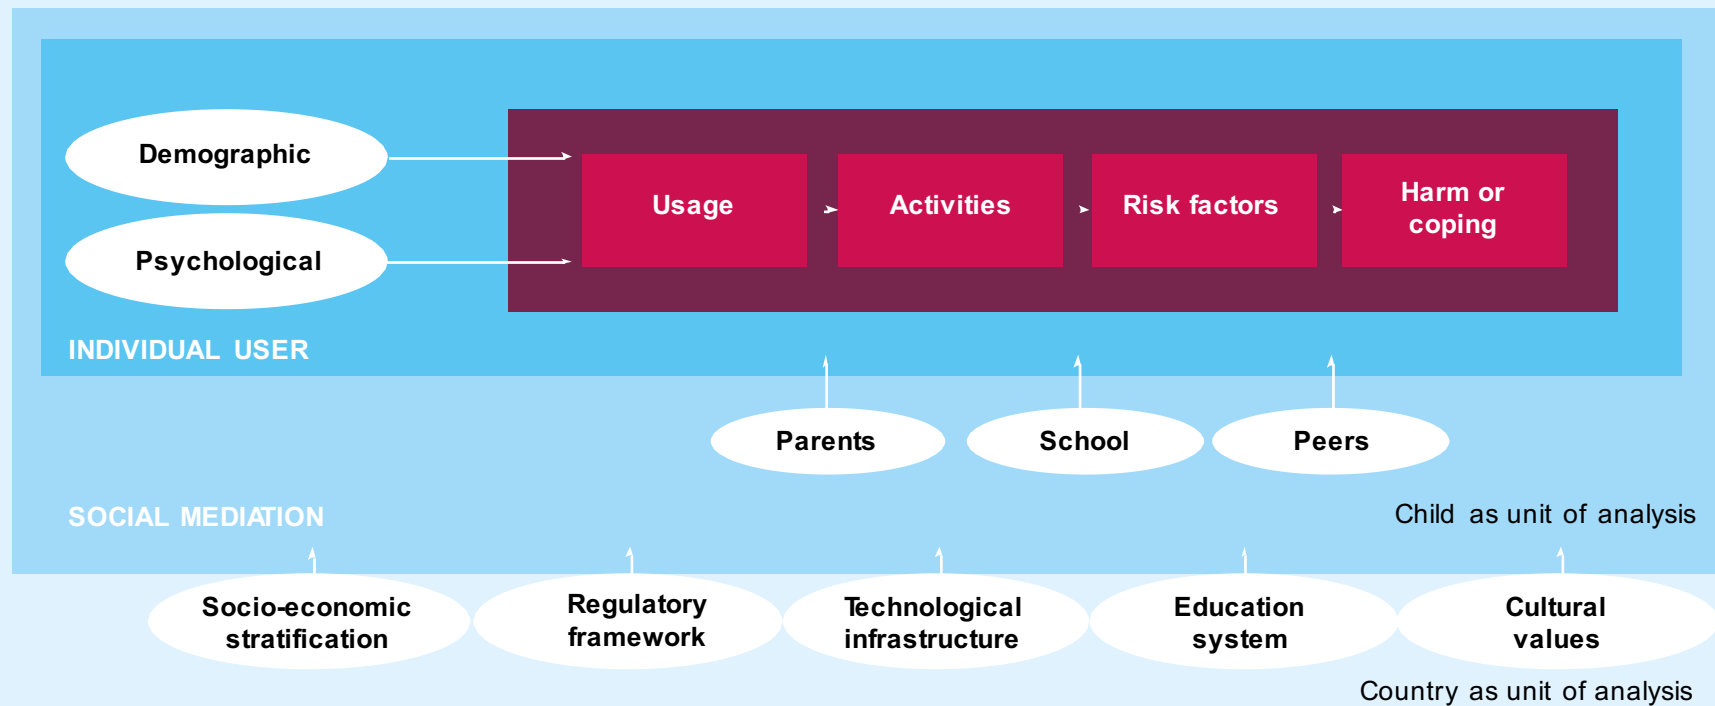 Demographic
Psychological
Usage
Activities
Risk factors
Harm or
coping
INDIVIDUAL USER
Parents
School
Peers
SOCIAL MEDIATION
Child as unit of analysis
Socio-economic
stratification
Regulatory
framework
Technological
infrastructure
Education
system
Cultural
values
Country as unit of analysis